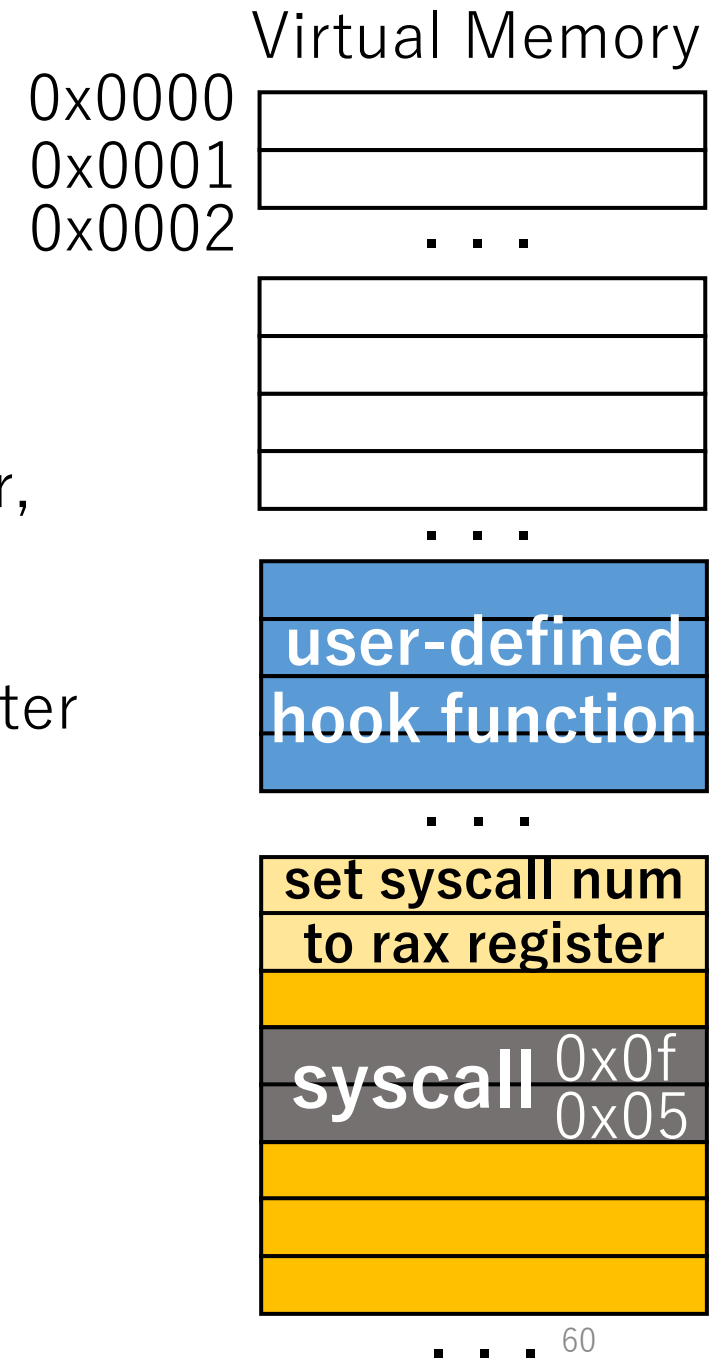 Virtual Memory
0x0000
0x0001
0x0002
. . .
r,
. . .
user-defined
ter
hook function
. . .
set syscall num
to rax register
syscall 0x0f
0x05
. . . 60